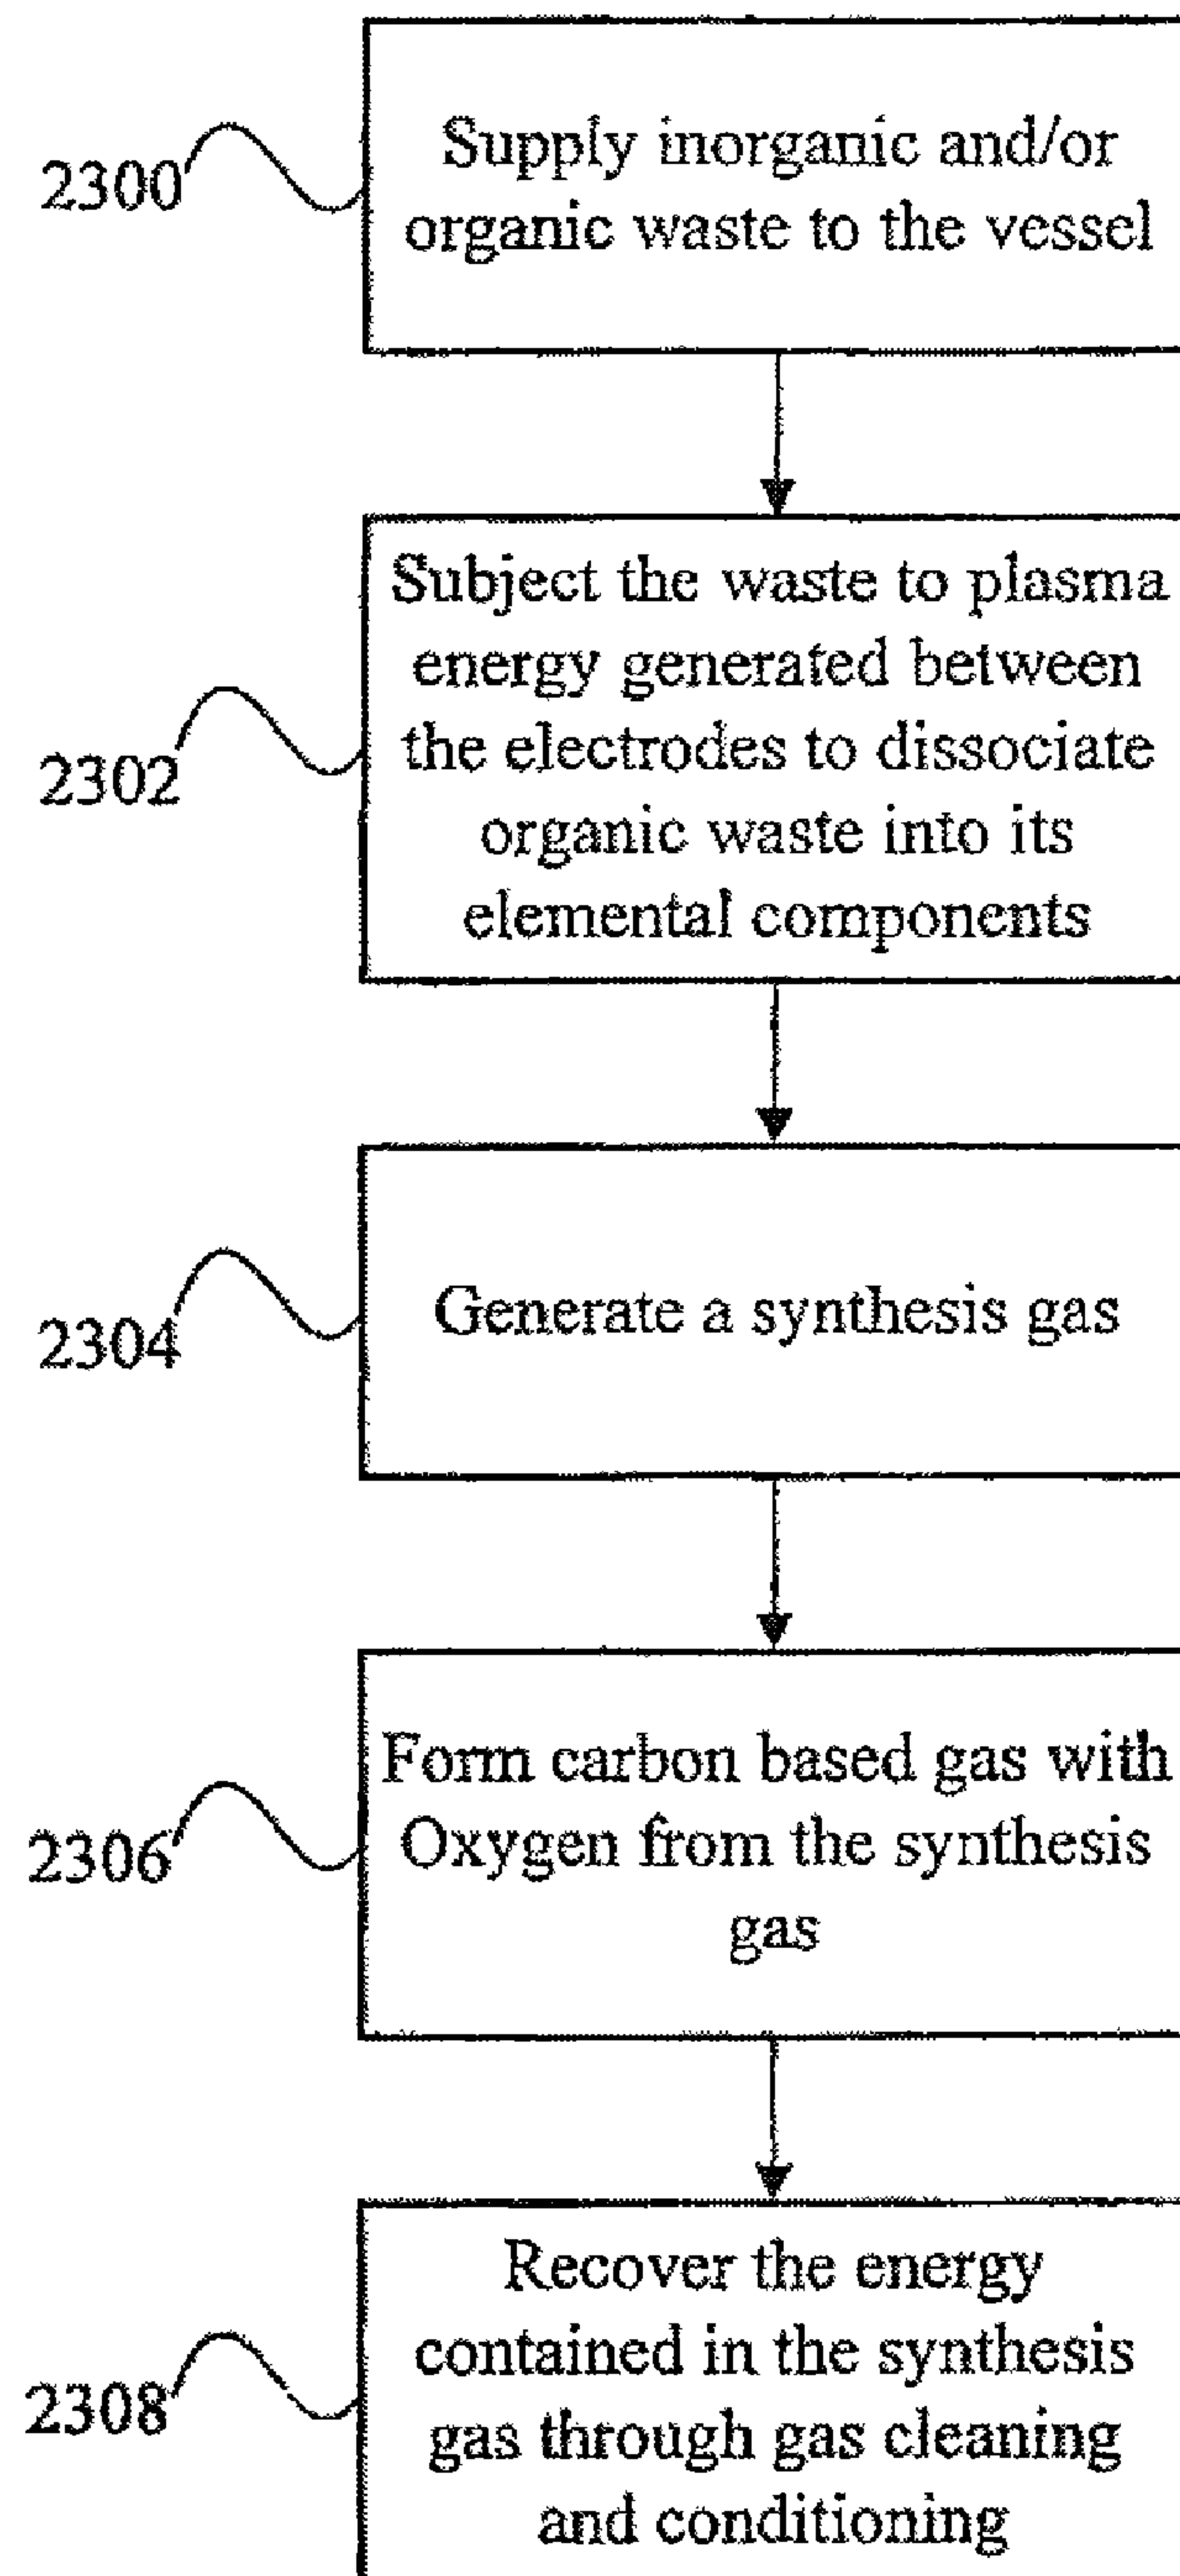 2300
Supply inorganic and/or
organic waste to the vessel
2302
Subject the waste to plasma
energy generated between
the electrodes to dissociate
organic waste into its
elemental components
2304
Generate a synthesis gas
2306
Form carbon based gas with
Oxygen from the synthesis
gas
2308
Recover the energy
contained in the synthesis
gas through gas cleaning
and conditioning